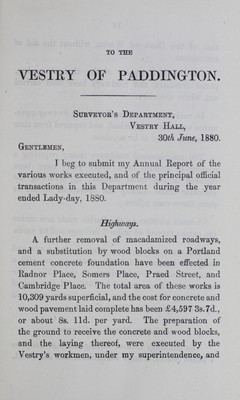 TO THE
VESTRY OF PADDINGTON.
SURVEYOR'S DEPARTMENT,
VESTRY HALL,
30th June, 1880.
GENTLEMEN,
I beg to submit my Annual Report of the
various works executed, and of the principal official
transactions in this Department during the year
ended Lady-day, 1880.
Highways.
A further removal of macadamized roadways,
and a substitution by wood blocks on a Portland
cement concrete foundation have been effected in
Radnor Place, Somers Place, Praed Street, and
Cambridge Place. The total area of these works is
10,309 yards superficial, and the cost for concrete and
wood pavement laid complete has been £4,597 3s. 7d.,
or about 8s. 11d. per yard. The preparation of
the ground to receive the concrete and wood blocks,
and the laying thereof, were executed by the
Vestry's workmen, under my superintendence, and